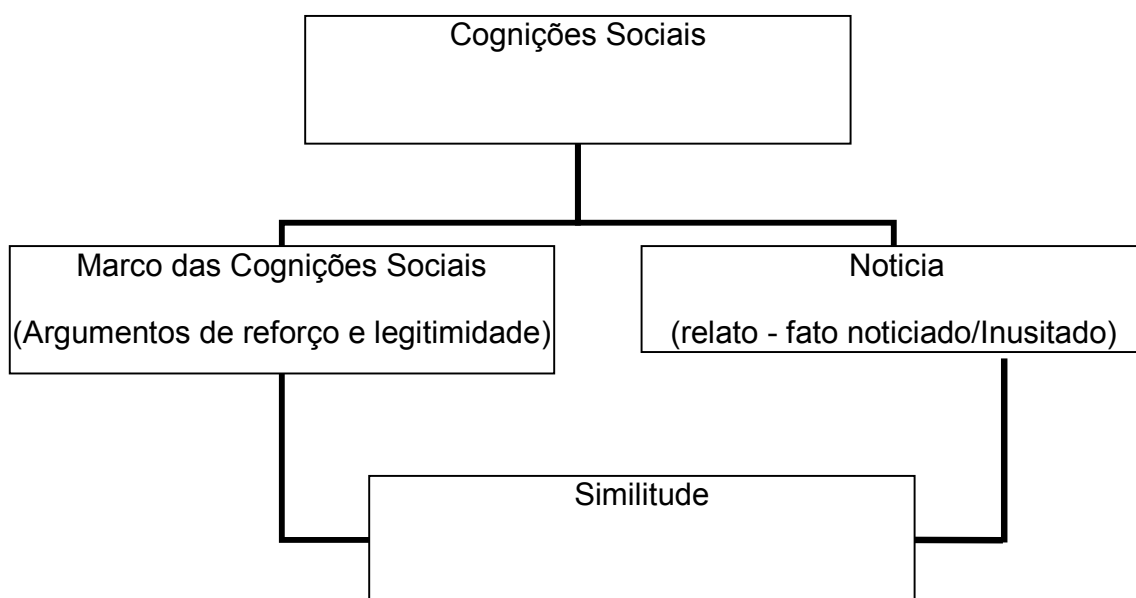 Cognições Sociais
Marco das Cognições Sociais
(Argumentos de reforço e legitimidade)
Noticia
(relato - fato noticiado/Inusitado)
Similitude